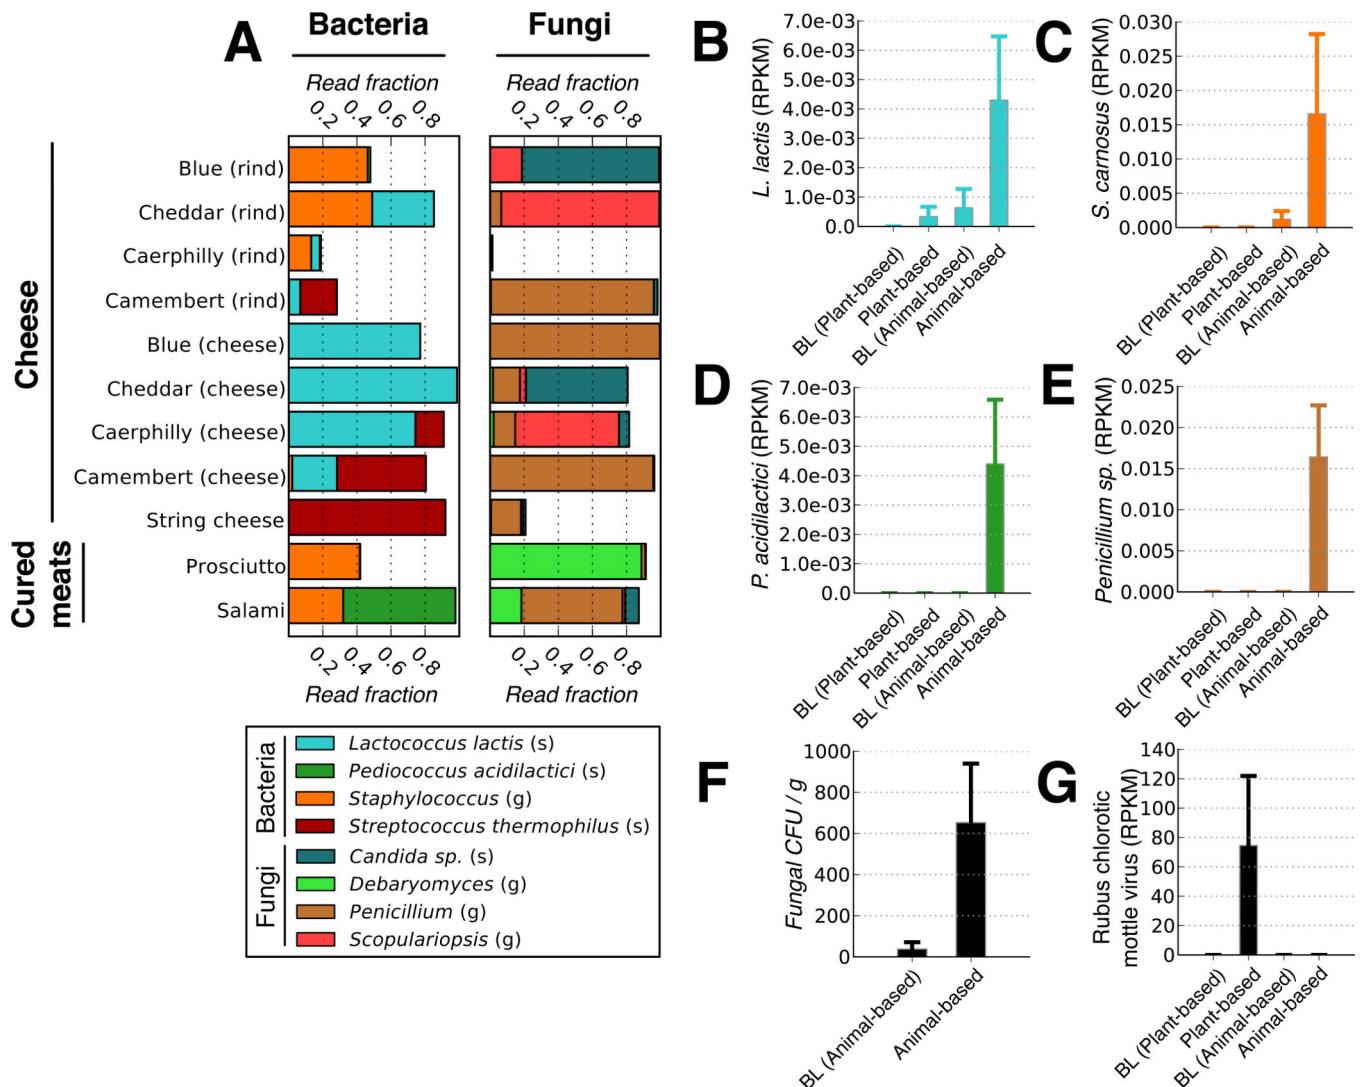 A
Bacteria
Fungi
Read fraction
Read fraction
0.2 0.4 0.6 0.8
0.2 0.4 0.6 0.8
Cheese
Blue (rind)
Cheddar (rind)
Caerphilly (rind)
Camembert (rind)
Blue (cheese)
Cheddar (cheese)
Caerphilly (cheese)
Camembert (cheese)
String cheese
Cured
meats
Prosciutto
Salami
0.2 0.4 0.6 0.8
0.2 0.4 0.6 0.8
Read fraction
Read fraction
Bacteria
Lactococcus lactis (s)
Pediococcus acidilactici (s)
Staphylococcus (g)
Streptococcus thermophilus (s)
Fungi
Candida sp. (s)
Debaryomyces (g)
Penicillium (g)
Scopulariopsis (g)
B
L. lactis (RPKM)
7.0e-03
6.0e-03
5.0e-03
4.0e-03
3.0e-03
2.0e-03
1.0e-03
0.0
BL (Plant-based)
Plant-based
BL (Animal-based)
Animal-based
C
S. carnosus (RPKM)
0.030
0.025
0.020
0.015
0.010
0.005
0.000
BL (Plant-based)
Plant-based
BL (Animal-based)
Animal-based
D
P. acidilactici (RPKM)
7.0e-03
6.0e-03
5.0e-03
4.0e-03
3.0e-03
2.0e-03
1.0e-03
0.0
BL (Plant-based)
Plant-based
BL (Animal-based)
Animal-based
E
Penicillium sp. (RPKM)
0.025
0.020
0.015
0.010
0.005
0.000
BL (Plant-based)
Plant-based
BL (Animal-based)
Animal-based
F
Fungal CFU / g
1000
800
600
400
200
0
BL (Animal-based)
Animal-based
G
Rubus chlorotic
mottle virus (RPKM)
140
120
100
80
60
40
20
0
BL (Plant-based)
Plant-based
BL (Animal-based)
Animal-based